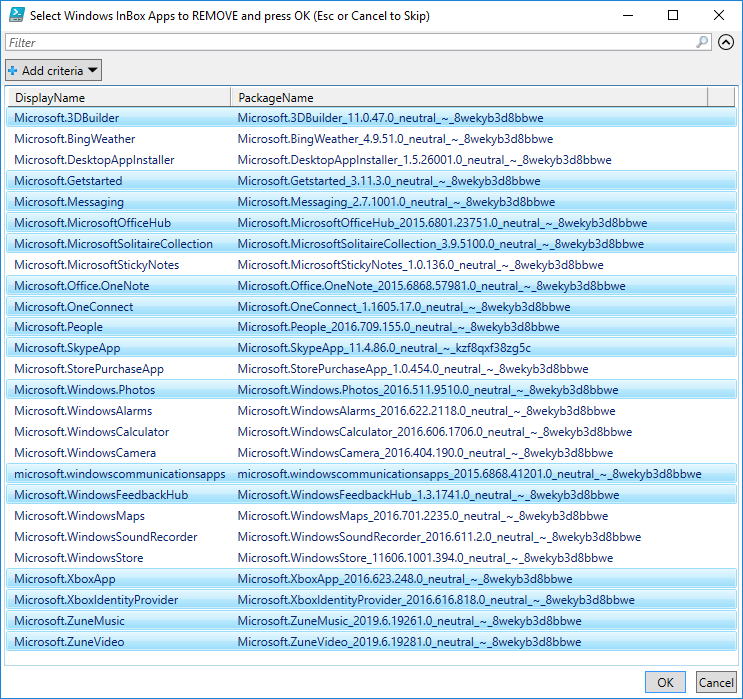 Select Windows InBox Apps to REMOVE and press OK (Esc or Cancel to Skip)
Filter
Add criteria
DisplayName PackageName
Microsoft.3DBuilder Microsoft.3DBuilder_11.0.47.0_neutral_~_8wekyb3d8bbwe
Microsoft.BingWeather Microsoft.BingWeather_4.9.51.0_neutral_~_8wekyb3d8bbwe
Microsoft.DesktopAppInstaller Microsoft.DesktopAppInstaller_1.5.26001.0_neutral_~_8wekyb3d8bbwe
Microsoft.Getstarted Microsoft.Getstarted_3.11.3.0_neutral_~_8wekyb3d8bbwe
Microsoft.Messaging Microsoft.Messaging_2.7.1001.0_neutral_~_8wekyb3d8bbwe
Microsoft.MicrosoftOfficeHub Microsoft.MicrosoftOfficeHub_2015.6801.23751.0_neutral_~_8wekyb3d8bbwe
Microsoft.MicrosoftSolitaireCollection Microsoft.MicrosoftSolitaireCollection_3.9.5100.0_neutral_~_8wekyb3d8bbwe
Microsoft.MicrosoftStickyNotes Microsoft.MicrosoftStickyNotes_1.0.136.0_neutral_~_8wekyb3d8bbwe
Microsoft.Office.OneNote Microsoft.Office.OneNote_2015.6868.57981.0_neutral_~_8wekyb3d8bbwe
Microsoft.OneConnect Microsoft.OneConnect_1.1605.17.0_neutral_~_8wekyb3d8bbwe
Microsoft.People Microsoft.People_2016.709.155.0_neutral_~_8wekyb3d8bbwe
Microsoft.SkypeApp Microsoft.SkypeApp_11.4.86.0_neutral_~_kzf8qxf38zg5c
Microsoft.StorePurchaseApp Microsoft.StorePurchaseApp_1.0.454.0_neutral_~_8wekyb3d8bbwe
Microsoft.Windows.Photos Microsoft.Windows.Photos_2016.511.9510.0_neutral_~_8wekyb3d8bbwe
Microsoft.WindowsAlarms Microsoft.WindowsAlarms_2016.622.2118.0_neutral_~_8wekyb3d8bbwe
Microsoft.WindowsCalculator Microsoft.WindowsCalculator_2016.606.1706.0_neutral_~_8wekyb3d8bbwe
Microsoft.WindowsCamera Microsoft.WindowsCamera_2016.404.190.0_neutral_~_8wekyb3d8bbwe
microsoft.windowscommunicationsapps microsoft.windowscommunicationsapps_2015.6868.41201.0_neutral_~_8wekyb3d8bbwe
Microsoft.WindowsFeedbackHub Microsoft.WindowsFeedbackHub_1.3.1741.0_neutral_~_8wekyb3d8bbwe
Microsoft.WindowsMaps Microsoft.WindowsMaps_2016.701.2235.0_neutral_~_8wekyb3d8bbwe
Microsoft.WindowsSoundRecorder Microsoft.WindowsSoundRecorder_2016.611.2.0_neutral_~_8wekyb3d8bbwe
Microsoft.WindowsStore Microsoft.WindowsStore_11606.1001.394.0_neutral_~_8wekyb3d8bbwe
Microsoft.XboxApp Microsoft.XboxApp_2016.623.248.0_neutral_~_8wekyb3d8bbwe
Microsoft.XboxIdentityProvider Microsoft.XboxIdentityProvider_2016.616.818.0_neutral_~_8wekyb3d8bbwe
Microsoft.ZuneMusic Microsoft.ZuneMusic_2019.6.19261.0_neutral_~_8wekyb3d8bbwe
Microsoft.ZuneVideo Microsoft.ZuneVideo_2019.6.19281.0_neutral_~_8wekyb3d8bbwe
OK Cancel